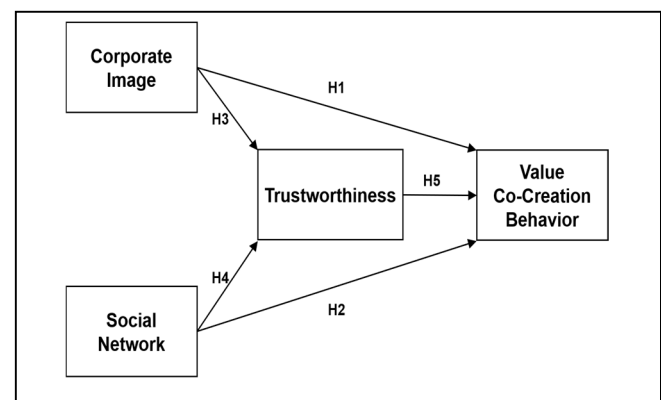 Corporate
Image
H1
H3
Trustworthiness
H5
Value
Co-Creation
Behavior
H4
H2
Social
Network